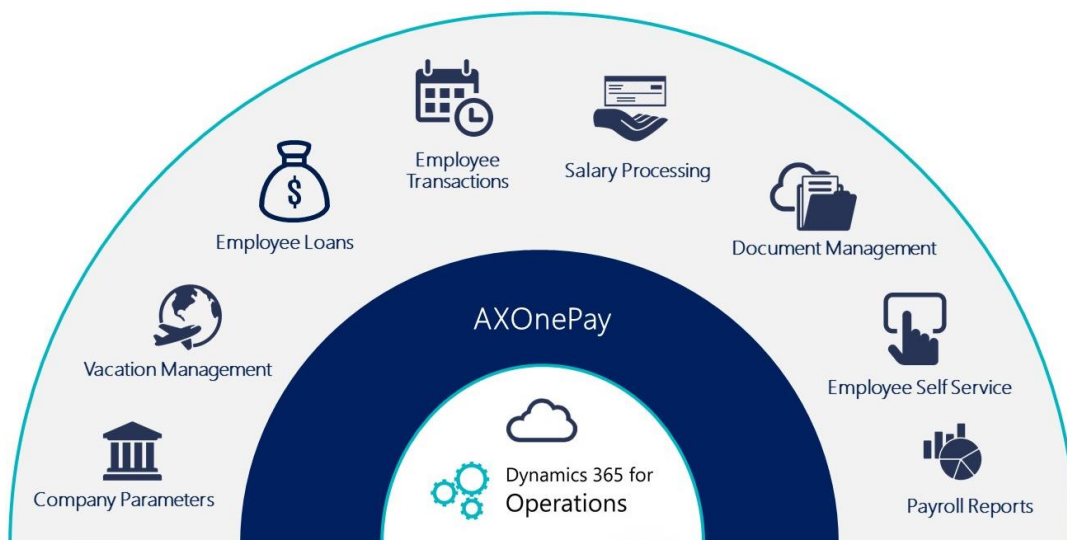 Employee
Transactions
Salary Processing
Employee Loans
Document Management
Vacation Management
AXOnePay
Employee Self Service
Company Parameters
Dynamics 365 for
Operations
Payroll Reports
$